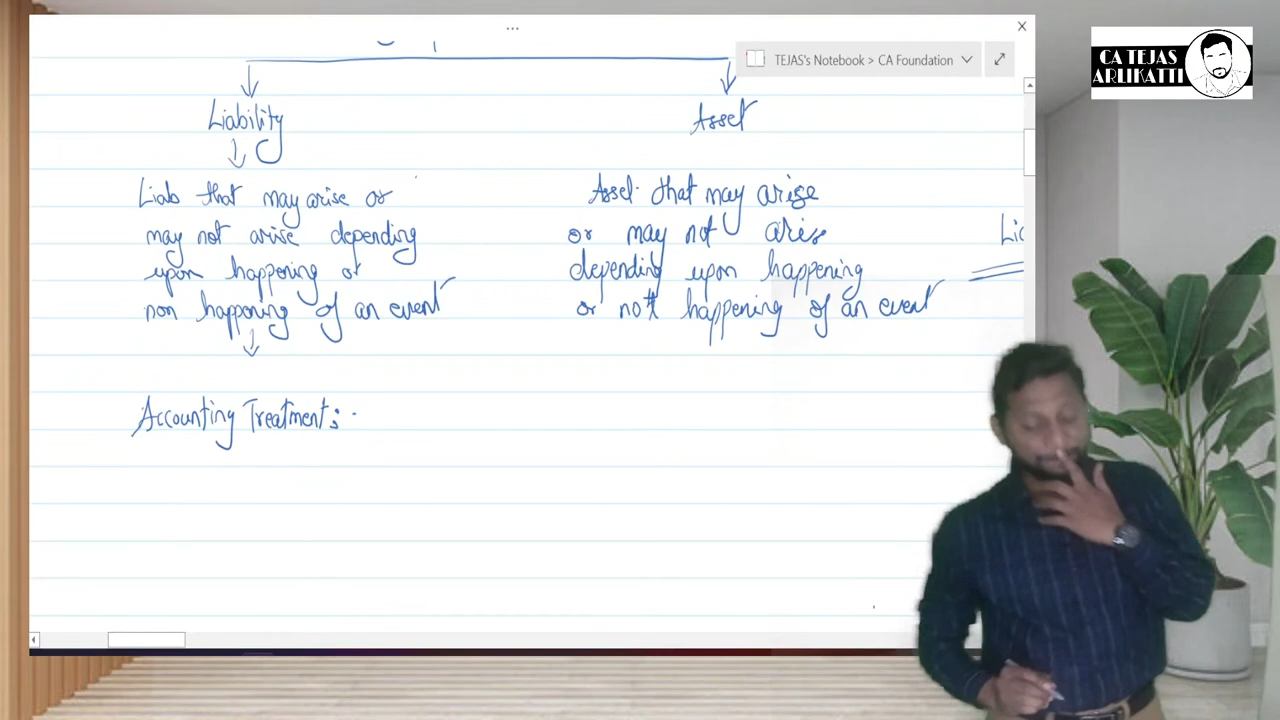 ...
TEJAS's Notebook > CA Foundation
CA TEJAS
ARLIKATTI
Liability
Asset
Liab that may arise or
may not arise depending
upon happening or
non happening of an event
Asset that may arise
or may not arise
depending upon happening
or not happening of an event
Accounting Treatment:-